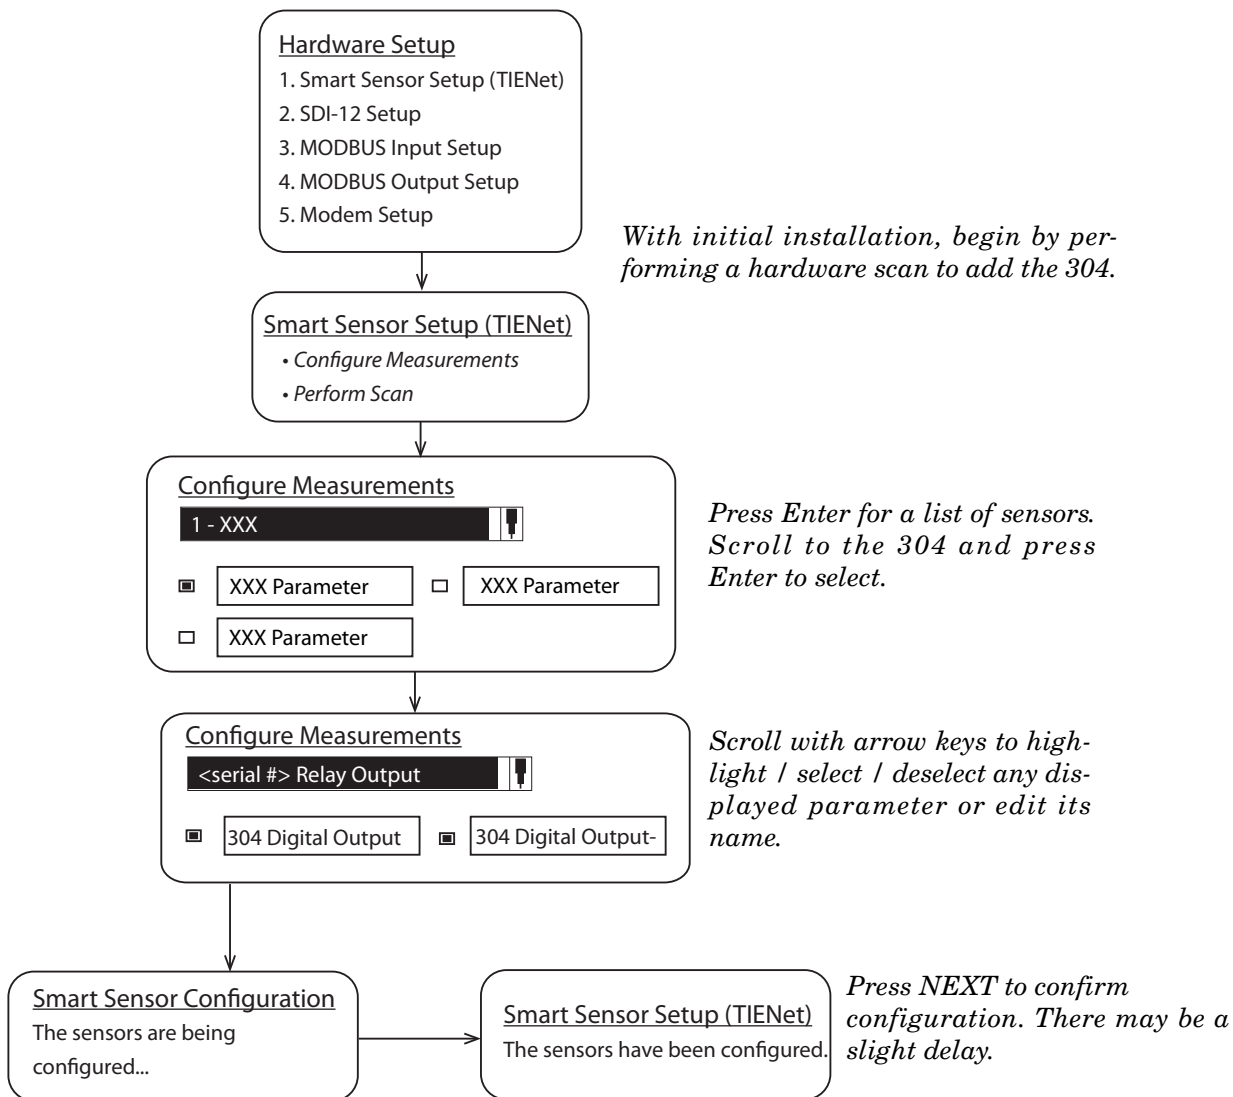 Hardware Setup
1. Smart Sensor Setup (TIENet)
2. SDI-12 Setup
3. MODBUS Input Setup
4. MODBUS Output Setup
5. Modem Setup
With initial installation, begin by per-
forming a hardware scan to add the 304.
Smart Sensor Setup (TIENet)
• Configure Measurements
• Perform Scan
Configure Measurements
1 - XXX
XXX Parameter
XXX Parameter
XXX Parameter
Press Enter for a list of sensors.
Scroll to the 304 and press
Enter to select.
Configure Measurements
<serial #> Relay Output
304 Digital Output
304 Digital Output-
Scroll with arrow keys to high-
light / select / deselect any dis-
played parameter or edit its
name.
Smart Sensor Configuration
The sensors are being
configured...
Smart Sensor Setup (TIENet)
The sensors have been configured.
Press NEXT to confirm
configuration. There may be a
slight delay.